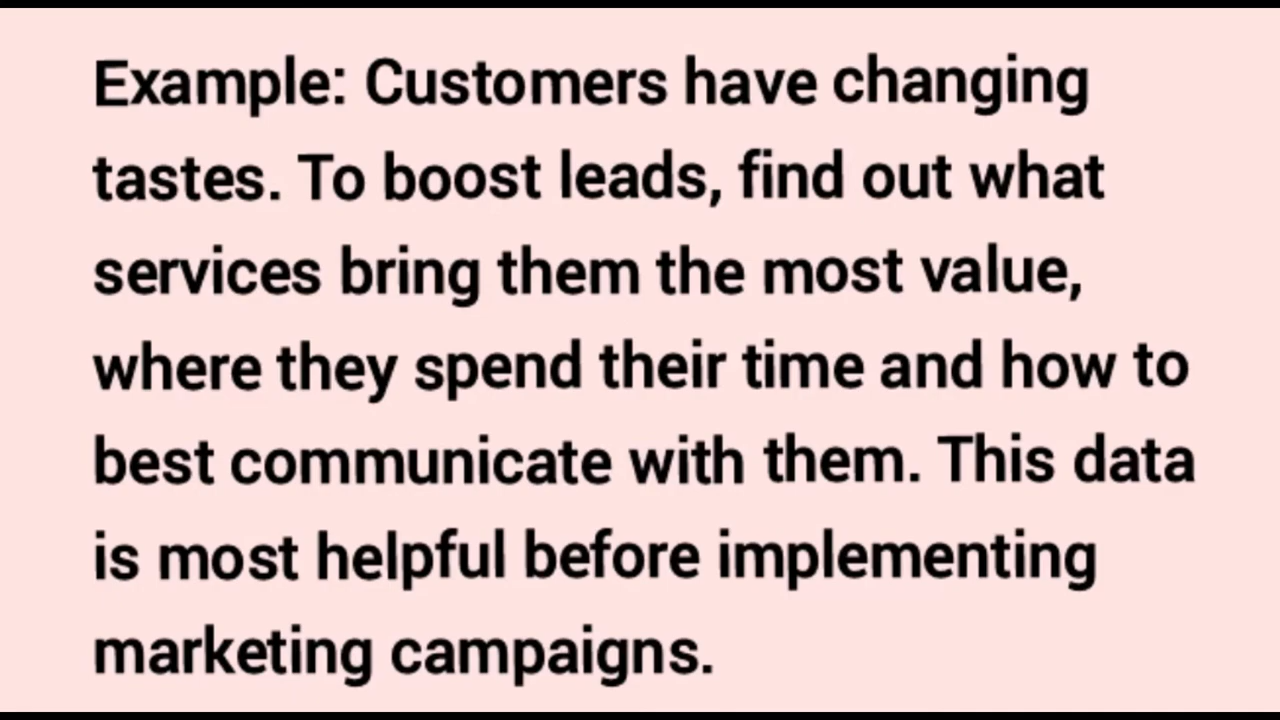 Example: Customers have changing
tastes. To boost leads, find out what
services bring them the most value,
where they spend their time and how to
best communicate with them. This data
is most helpful before implementing
marketing campaigns.